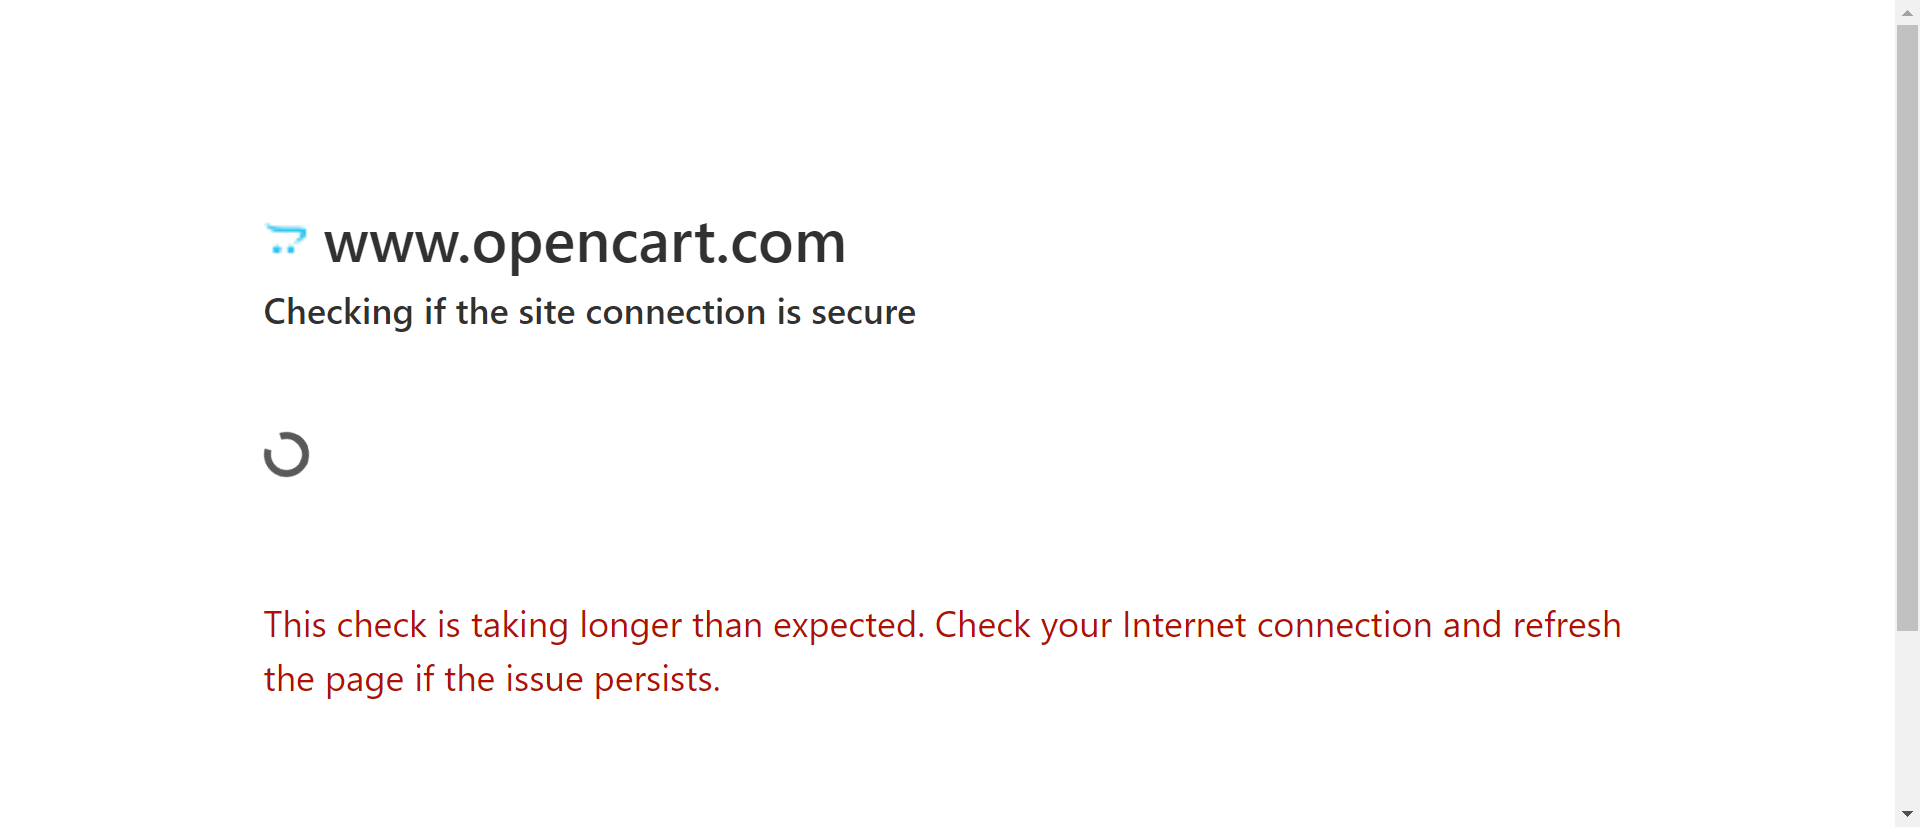 www.opencart.com
Checking if the site connection is secure
This check is taking longer than expected. Check your Internet connection and refresh
the page if the issue persists.